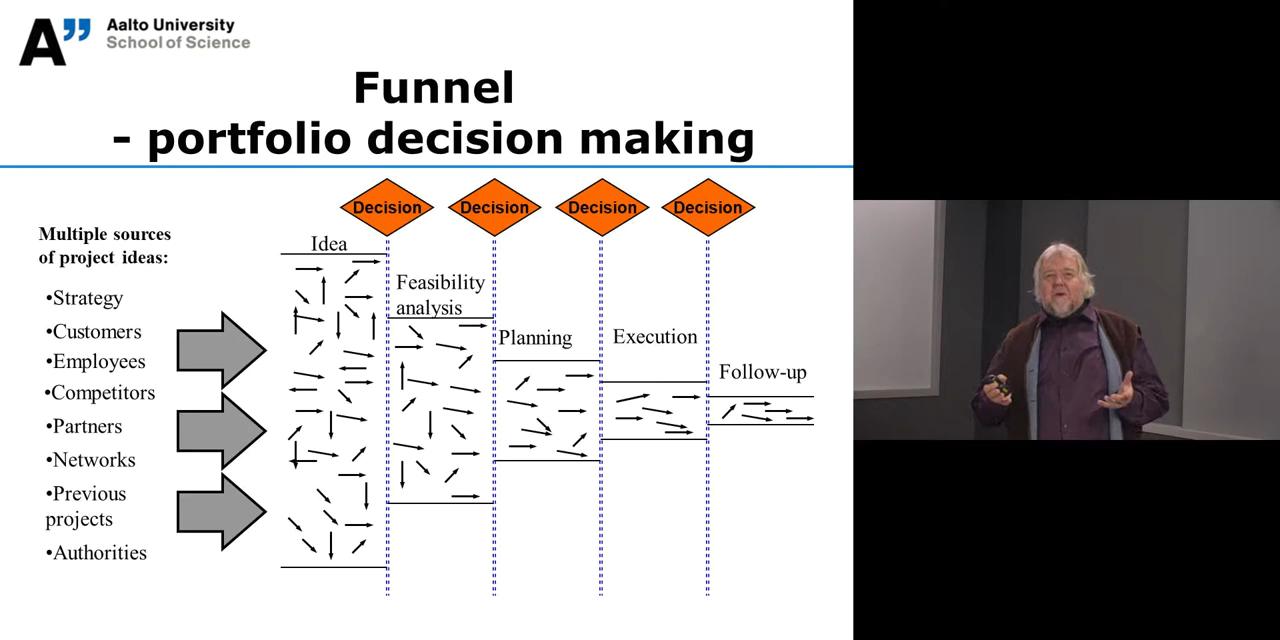 Aalto University
School of Science
Funnel
- portfolio decision making
Decision
Decision
Decision
Decision
Multiple sources
of project ideas:
•Strategy
•Customers
•Employees
•Competitors
•Partners
•Networks
•Previous
projects
•Authorities
Idea
Feasibility
analysis
Planning
Execution
Follow-up